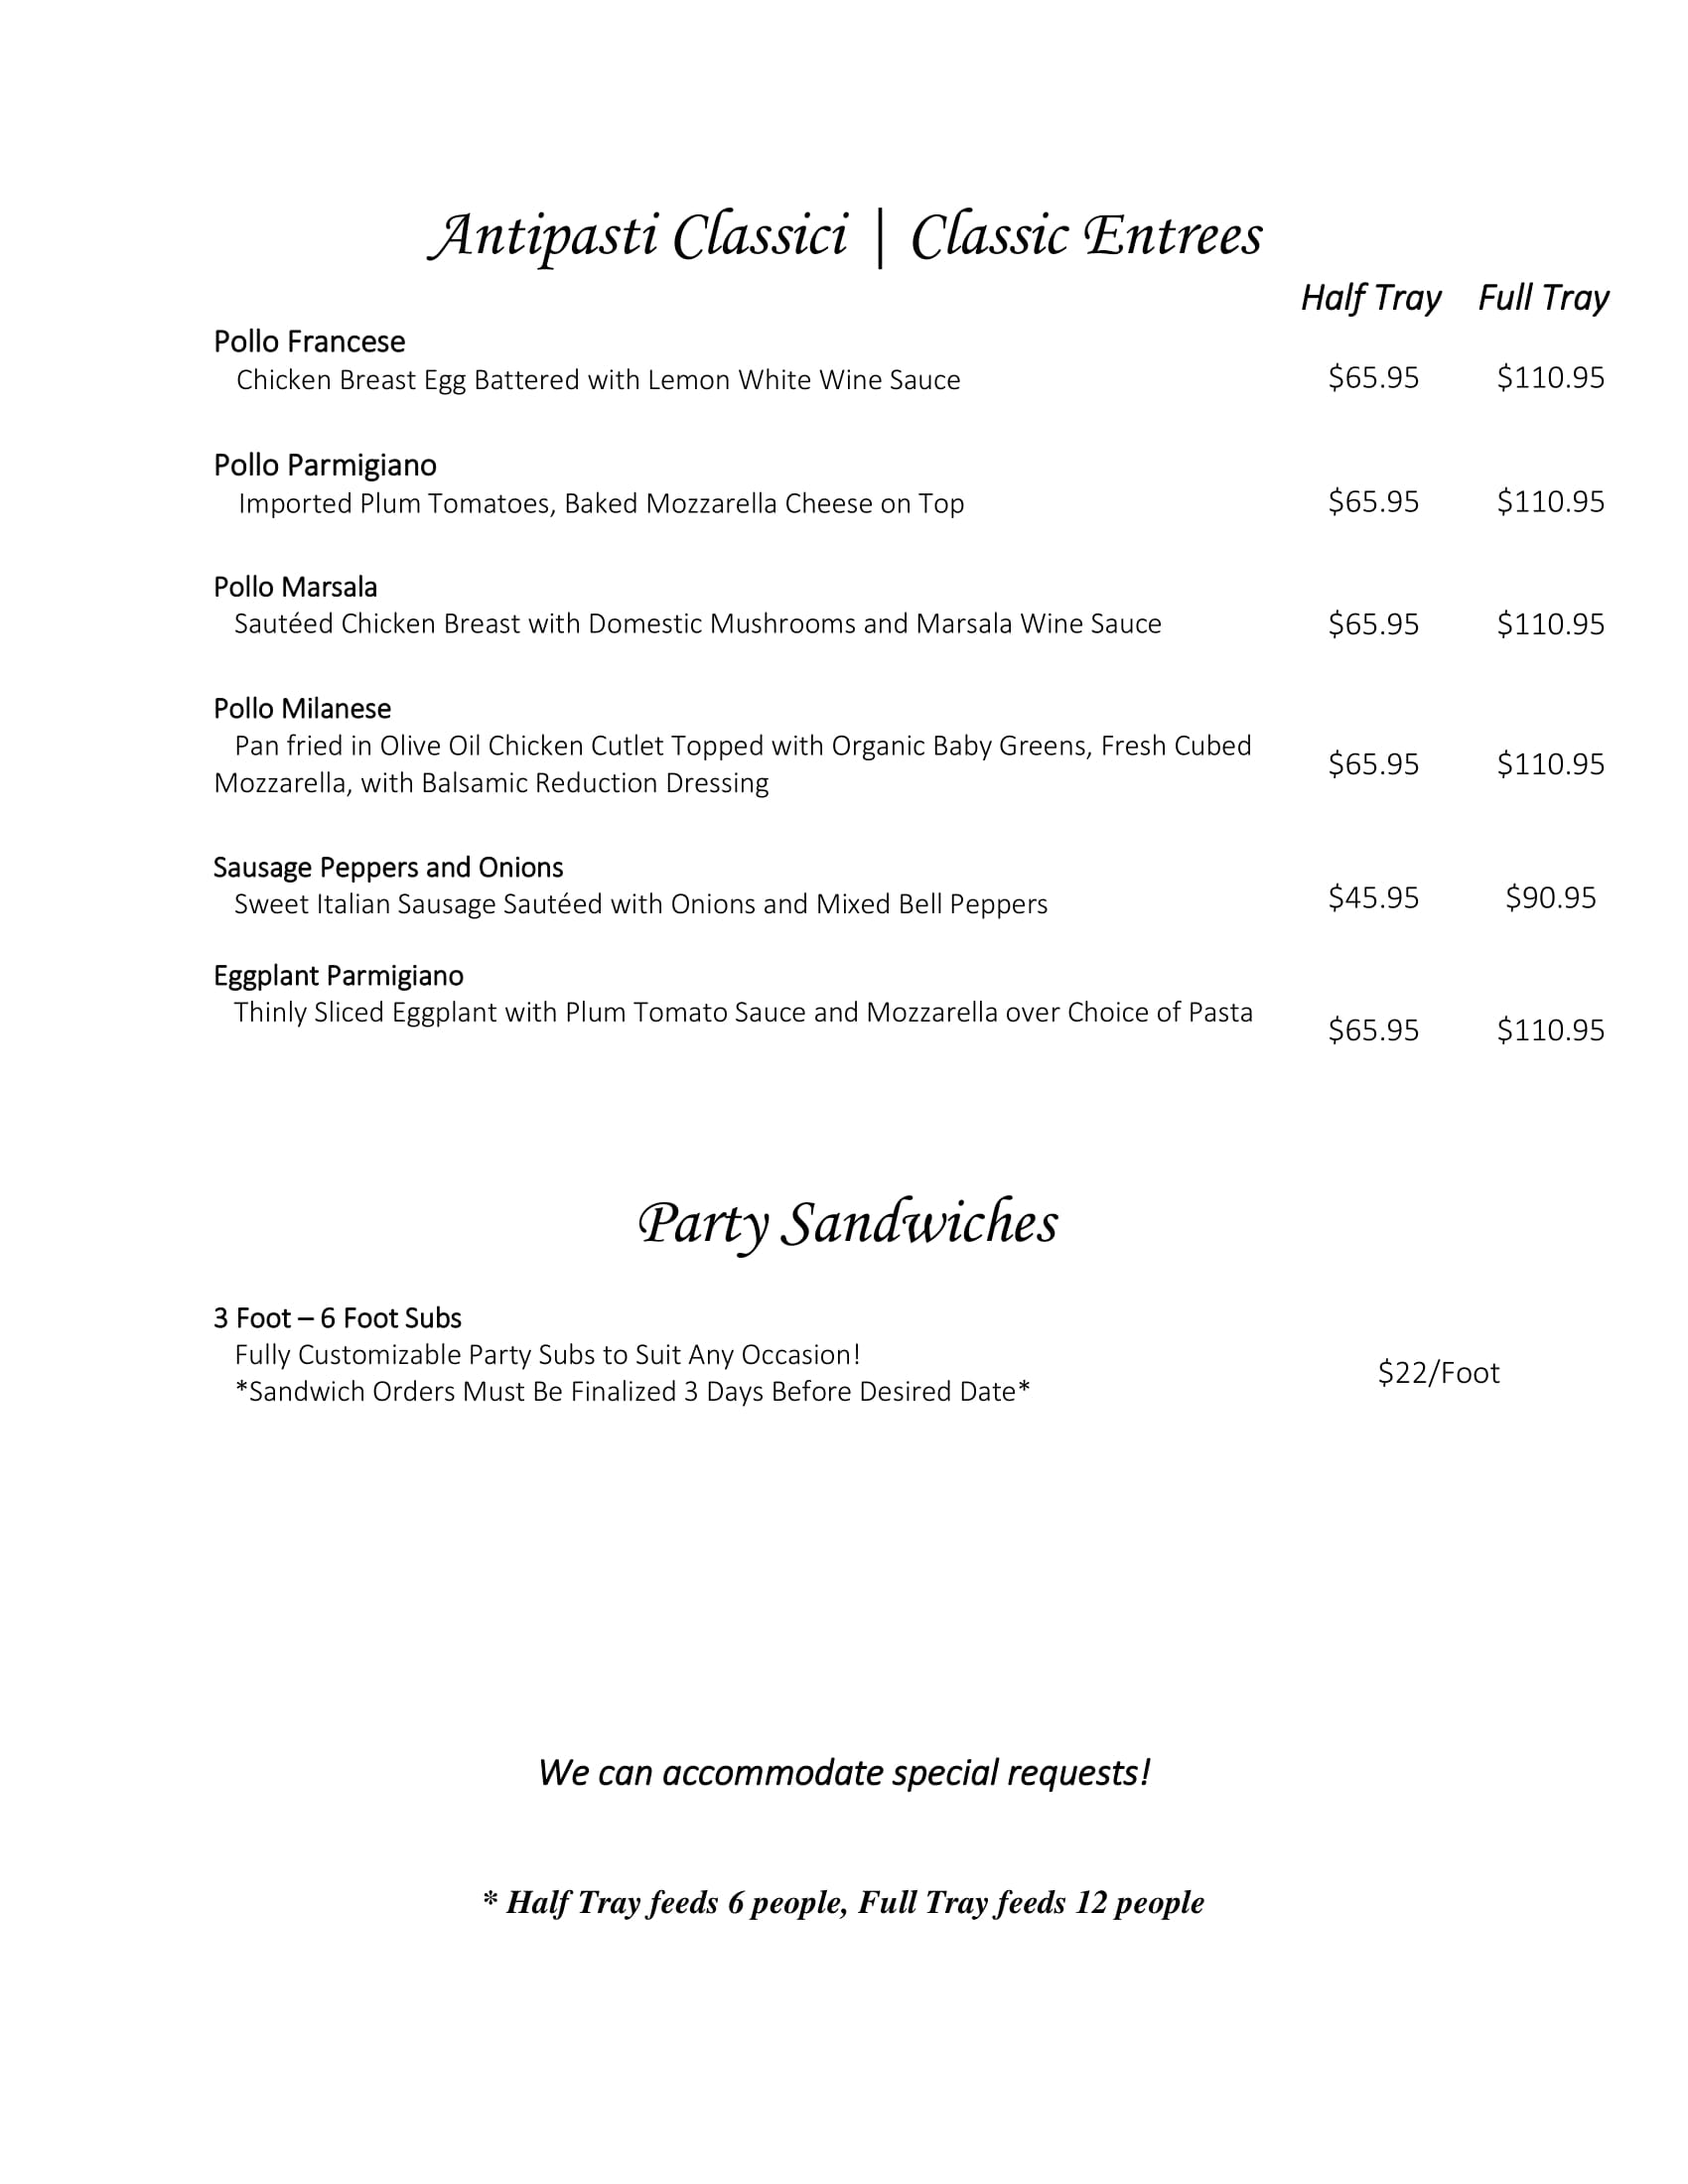 Antipasti Classici | Classic Entrees
Half Tray Full Tray
Pollo Francese
Chicken Breast Egg Battered with Lemon White Wine Sauce $65.95 $110.95
Pollo Parmigiano
Imported Plum Tomatoes, Baked Mozzarella Cheese on Top $65.95 $110.95
Pollo Marsala
Sautéed Chicken Breast with Domestic Mushrooms and Marsala Wine Sauce $65.95 $110.95
Pollo Milanese
Pan fried in Olive Oil Chicken Cutlet Topped with Organic Baby Greens, Fresh Cubed
$65.95 $110.95
Mozzarella, with Balsamic Reduction Dressing
Sausage Peppers and Onions
Sweet Italian Sausage Sautéed with Onions and Mixed Bell Peppers $45.95 $90.95
Eggplant Parmigiano
Thinly Sliced Eggplant with Plum Tomato Sauce and Mozzarella over Choice of Pasta
$65.95 $110.95
Party Sandwiches
3 Foot – 6 Foot Subs
Fully Customizable Party Subs to Suit Any Occasion!
$22/Foot
*Sandwich Orders Must Be Finalized 3 Days Before Desired Date*
We can accommodate special requests!
* Half Tray feeds 6 people, Full Tray feeds 12 people